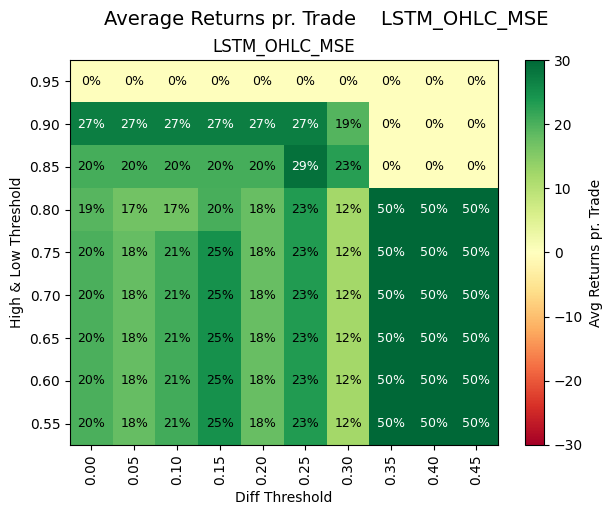 Average Returns pr. Trade    LSTM_OHLC_MSE
LSTM_OHLC_MSE
0.95 0% 0% 0% 0% 0% 0% 0% 0% 0% 0%
0.90 27% 27% 27% 27% 27% 27% 19% 0% 0% 0%
0.85 20% 20% 20% 20% 20% 29% 23% 0% 0% 0%
0.80 19% 17% 17% 20% 18% 23% 12% 50% 50% 50%
0.75 20% 18% 21% 25% 18% 23% 12% 50% 50% 50%
0.70 20% 18% 21% 25% 18% 23% 12% 50% 50% 50%
0.65 20% 18% 21% 25% 18% 23% 12% 50% 50% 50%
0.60 20% 18% 21% 25% 18% 23% 12% 50% 50% 50%
0.55 20% 18% 21% 25% 18% 23% 12% 50% 50% 50%
0.00 0.05 0.10 0.15 0.20 0.25 0.30 0.35 0.40 0.45
Diff Threshold
High & Low Threshold
30
20
10
0
−10
−20
−30
Avg Returns pr. Trade